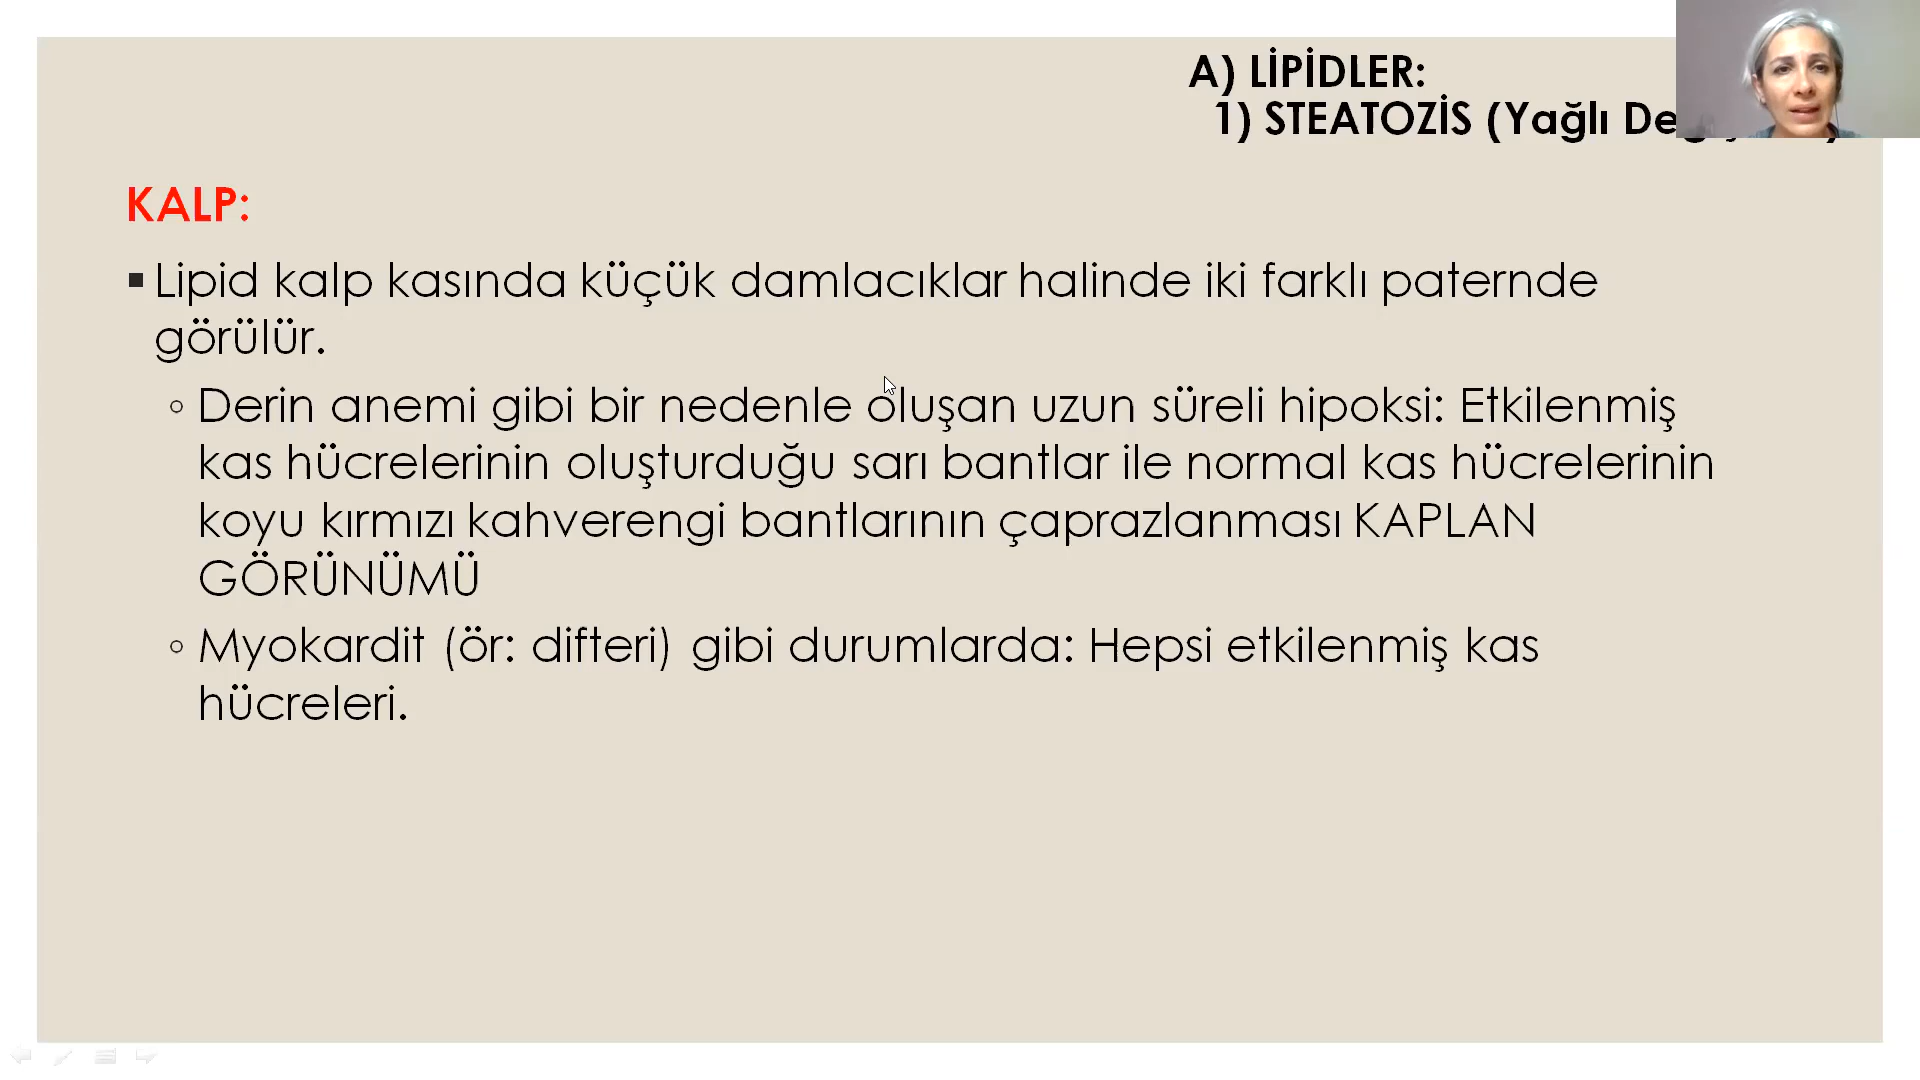 A) LİPİDLER:
1) STEATOZİS (Yağlı
KALP:
▪ Lipid kalp kasında küçük damlacıklar halinde iki farklı paternde
görülür.
◦ Derin anemi gibi bir nedenle oluşan uzun süreli hipoksi: Etkilenmiş
kas hücrelerinin oluşturduğu sarı bantlar ile normal kas hücrelerinin
koyu kırmızı kahverengi bantlarının çaprazlanması KAPLAN
GÖRÜNÜMÜ
◦ Myokardit (ör: difteri) gibi durumlarda: Hepsi etkilenmiş kas
hücreleri.